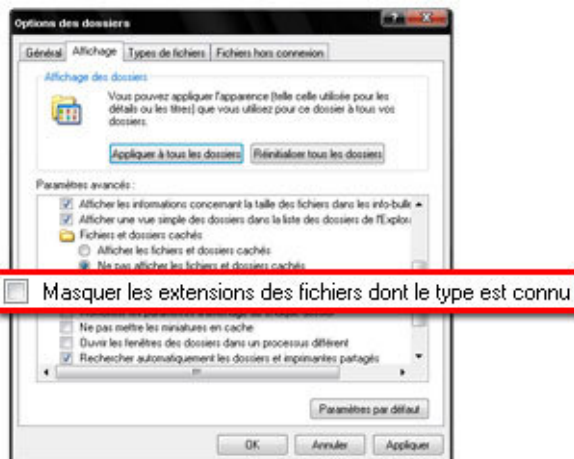 Options des dossiers
Général Affichage Types de fichiers Fichiers hors connexion
Affichage des dossiers
Vous pouvez appliquer l'apparence (telle celle utilisée pour les
détails ou les titres) que vous utilisez pour ce dossier à tous vos
dossiers.
Appliquer à tous les dossiers Réinitialiser tous les dossiers
Paramètres avancés :
Afficher les informations concernant la taille des fichiers dans les info-bulle
Afficher une vue simple des dossiers dans la liste des dossiers de l'Explor
Fichiers et dossiers cachés
Afficher les fichiers et dossiers cachés
Ne pas afficher les fichiers et dossiers cachés
Masquer les extensions des fichiers dont le type est connu
Ne pas mettre les miniatures en cache
Ouvrir les fenêtres des dossiers dans un processus différent
Rechercher automatiquement les dossiers et imprimantes partagés
Paramètres par défaut
OK Annuler Appliquer